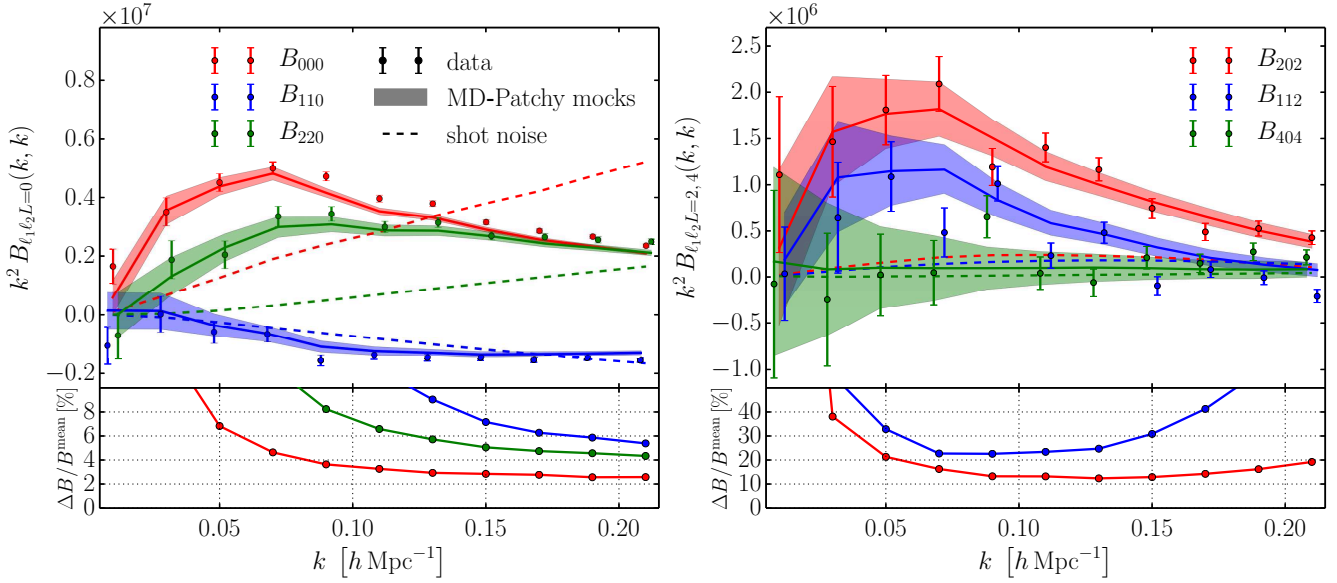 ×10⁷
0.8
0.6
0.4
0.2
0.0
−0.2
k² B_{ℓ₁ℓ₂L=0}(k, k)
B₀₀₀
B₁₁₀
B₂₂₀
data
MD-Patchy mocks
shot noise
8
6
4
2
0
ΔB/B^{mean} [%]
0.05 0.10 0.15 0.20
k [h Mpc⁻¹]
×10⁶
2.5
2.0
1.5
1.0
0.5
0.0
−0.5
−1.0
k² B_{ℓ₁ℓ₂L=2,4}(k, k)
B₂₀₂
B₁₁₂
B₄₀₄
40
30
20
10
0
ΔB/B^{mean} [%]
0.05 0.10 0.15 0.20
k [h Mpc⁻¹]